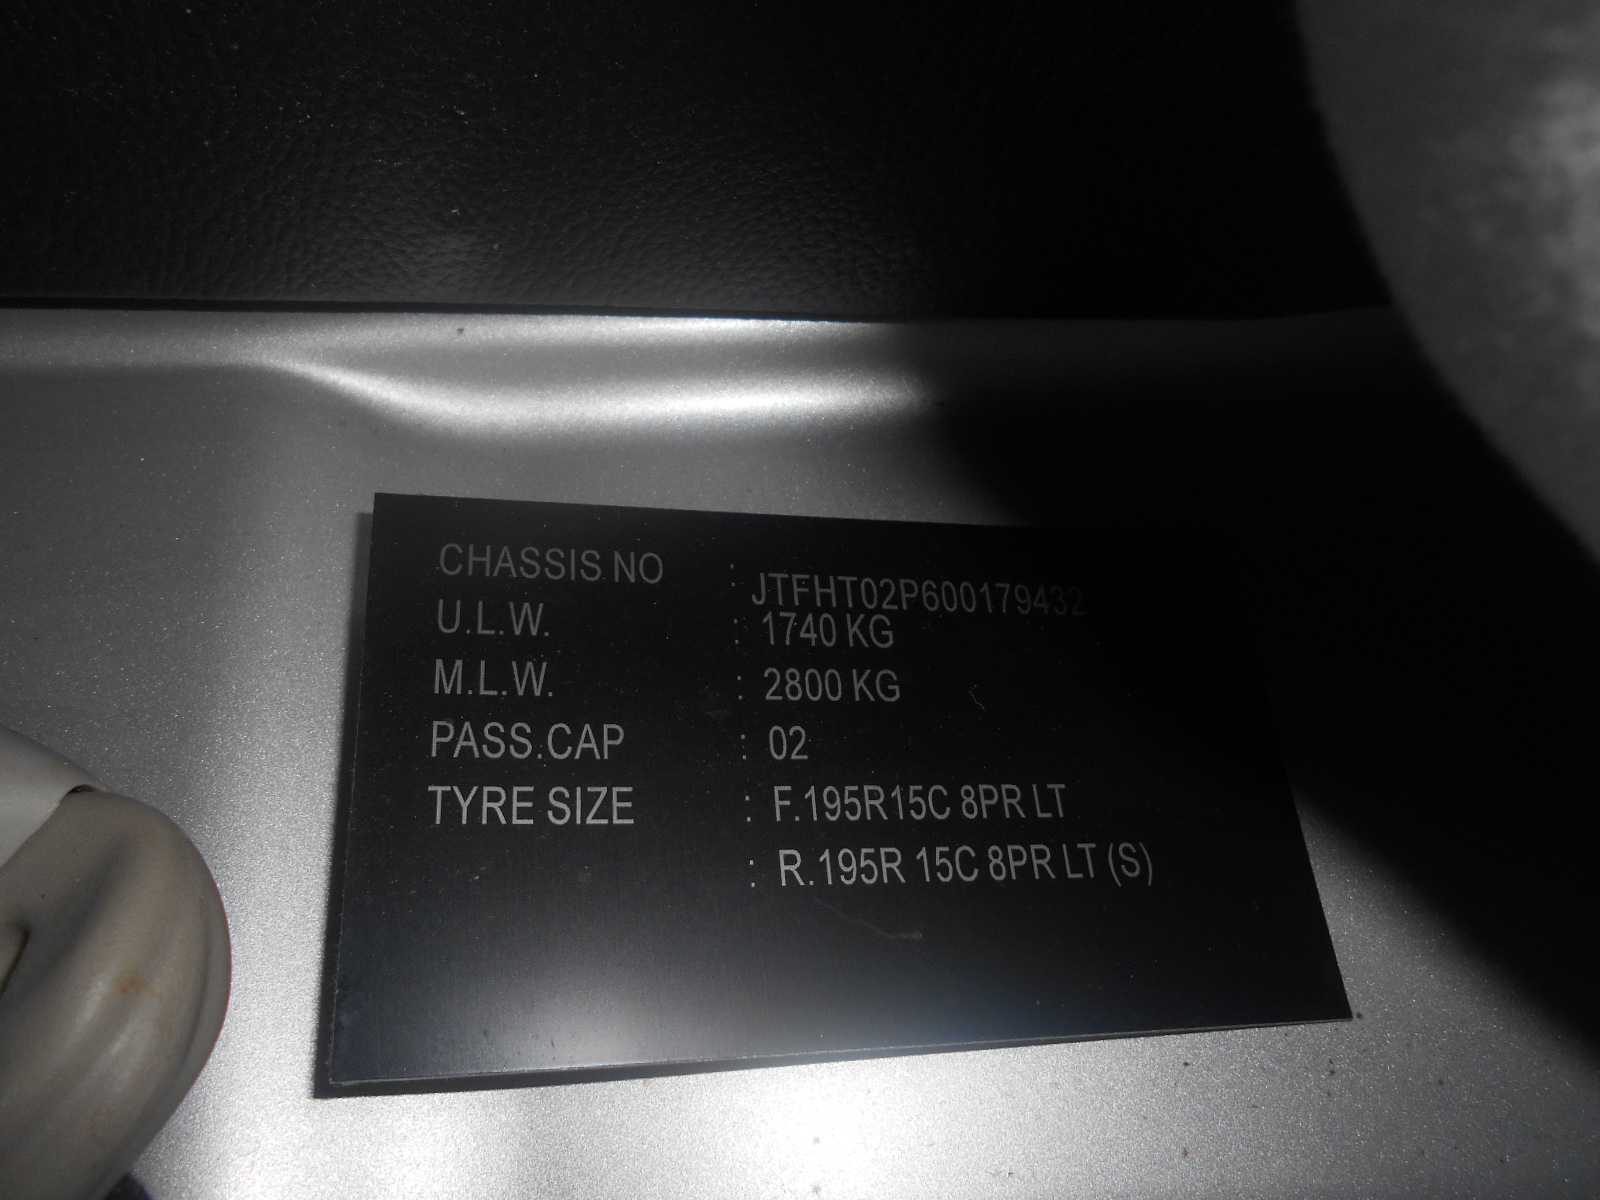 CHASSIS NO : JTFHT02P600179432
U.L.W. : 1740 KG
M.L.W. : 2800 KG
PASS.CAP : 02
TYRE SIZE : F.195R15C 8PR LT
: R.195R 15C 8PR LT (S)